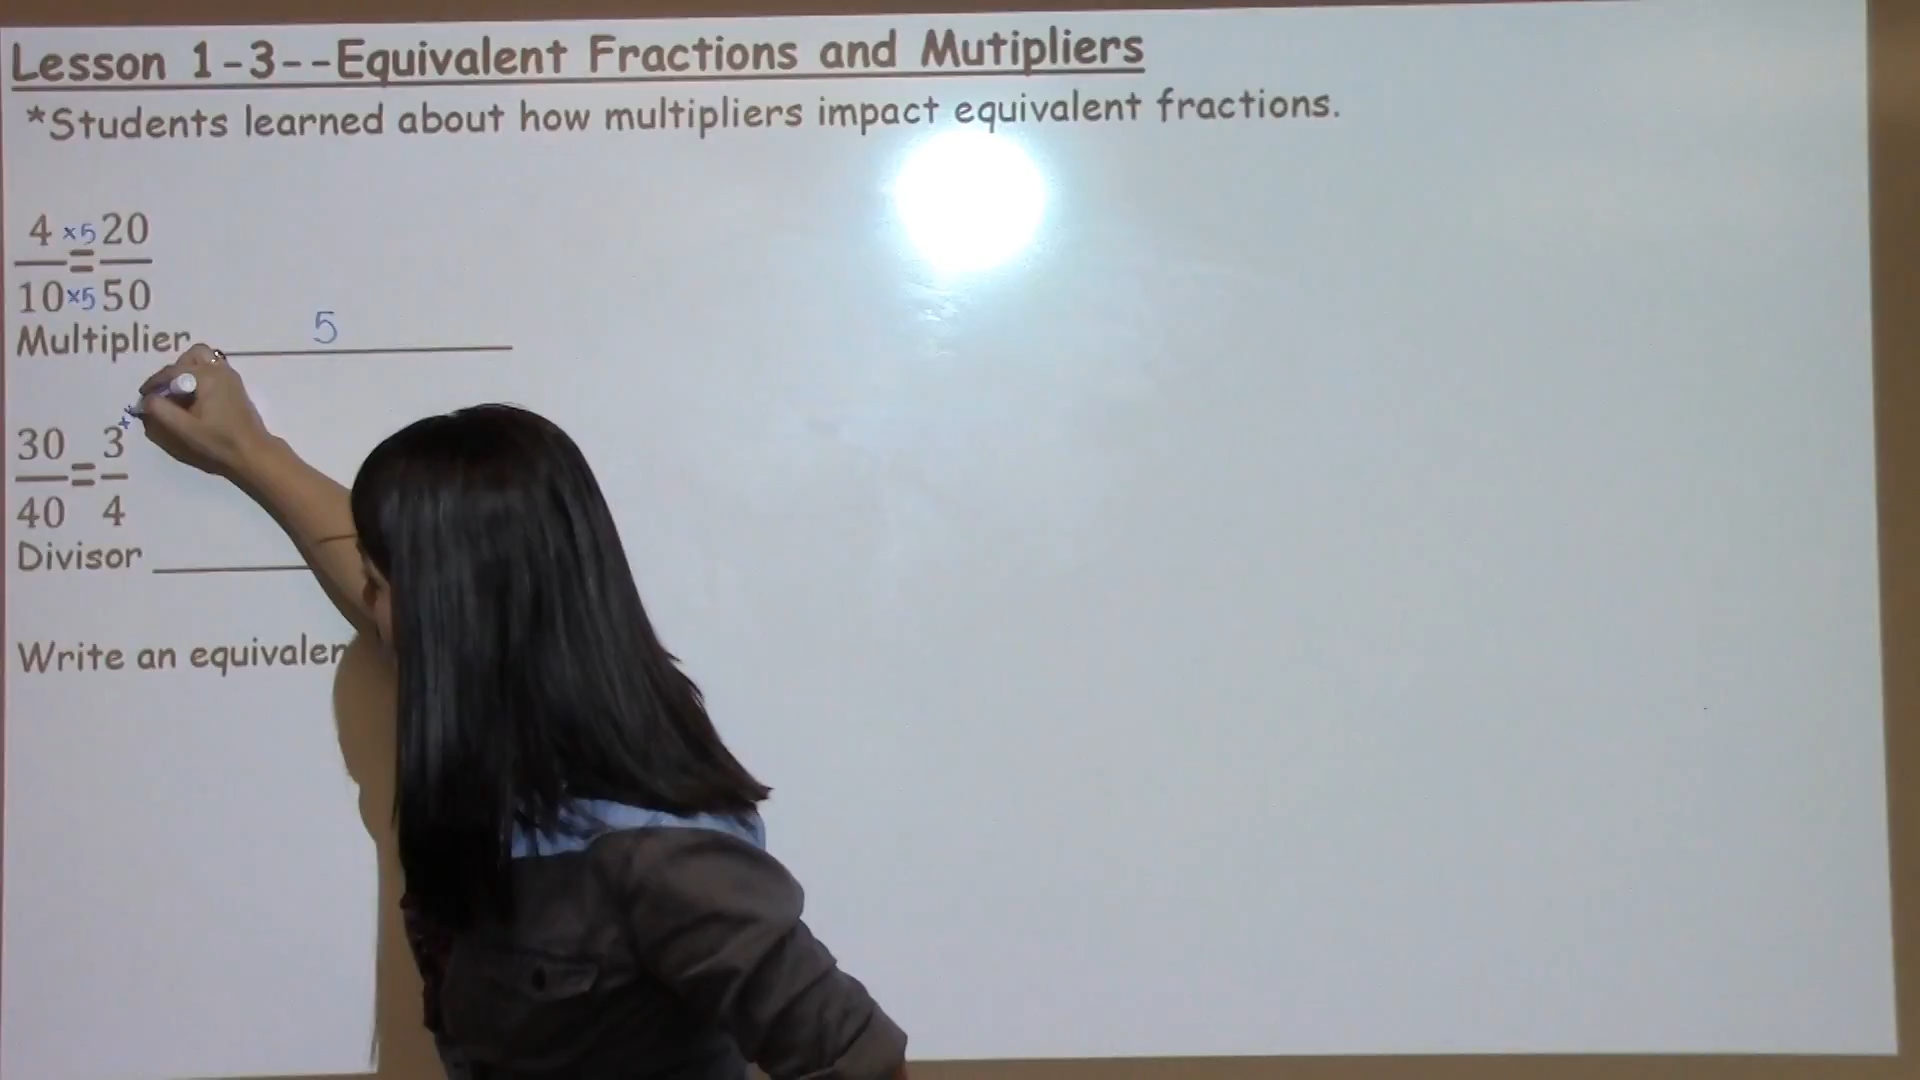 Lesson 1-3--Equivalent Fractions and Mutipliers
*Students learned about how multipliers impact equivalent fractions.
4 ×5 20
=
10 ×5 50
5
Multiplier
30 3 ×
=
40 4
Divisor
Write an